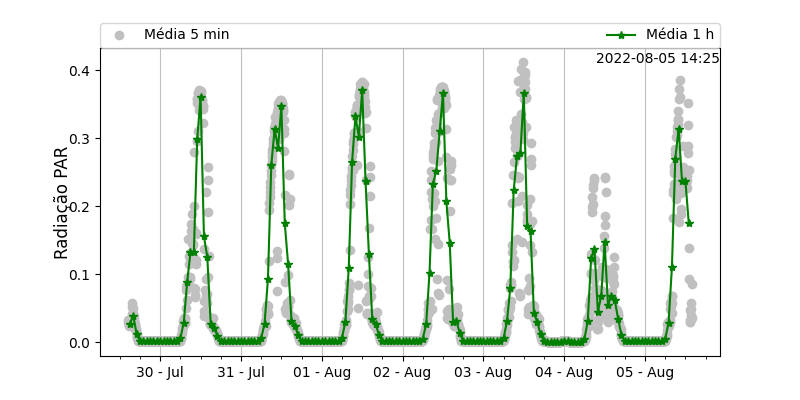 Média 5 min
Média 1 h
2022-08-05 14:25
Radiação PAR
0.4
0.3
0.2
0.1
0.0
30 - Jul
31 - Jul
01 - Aug
02 - Aug
03 - Aug
04 - Aug
05 - Aug